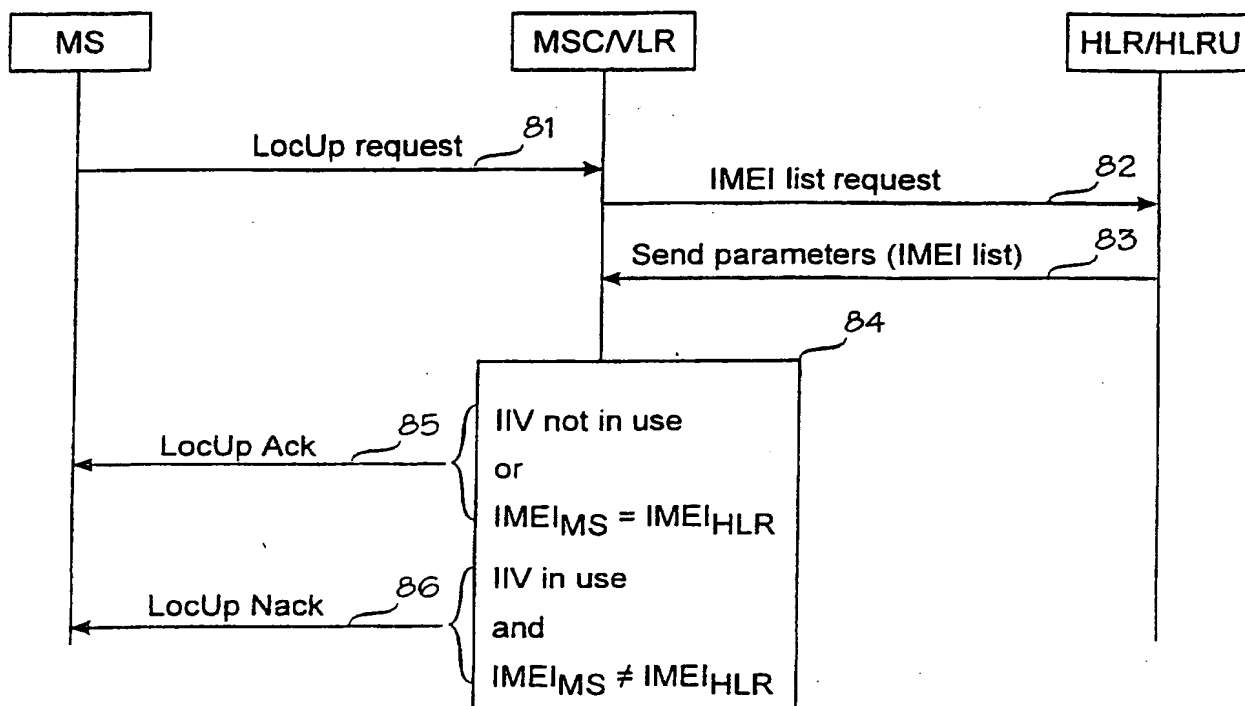 MS
MSC/VLR
HLR/HLRU
LocUp request
81
IMEI list request
82
Send parameters (IMEI list)
83
84
IIV not in use
or
IMEI_MS = IMEI_HLR
LocUp Ack
85
IIV in use
and
IMEI_MS ≠ IMEI_HLR
LocUp Nack
86